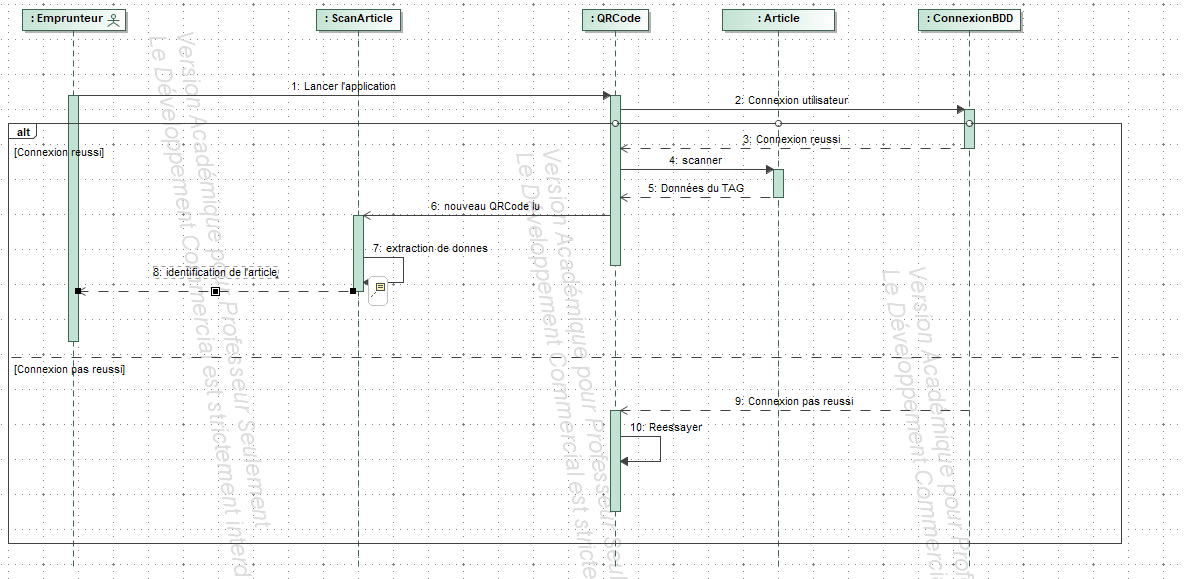 : Emprunteur
: ScanArticle
: QRCode
: Article
: ConnexionBDD
1: Lancer l'application
2: Connexion utilisateur
alt
[Connexion reussi]
3: Connexion reussi
4: scanner
5: Données du TAG
6: nouveau QRCode lu
7: extraction de donnes
8: identification de l'article
[Connexion pas reussi]
9: Connexion pas reussi
10: Reessayer
Version Académique pour Professeur Seulement
Le Développement Commercial est strictement interd
Version Académique pour Professeur Seul
Le Développement Commercial est stricte
Version Académique pour Prof
Le Développement Commerci